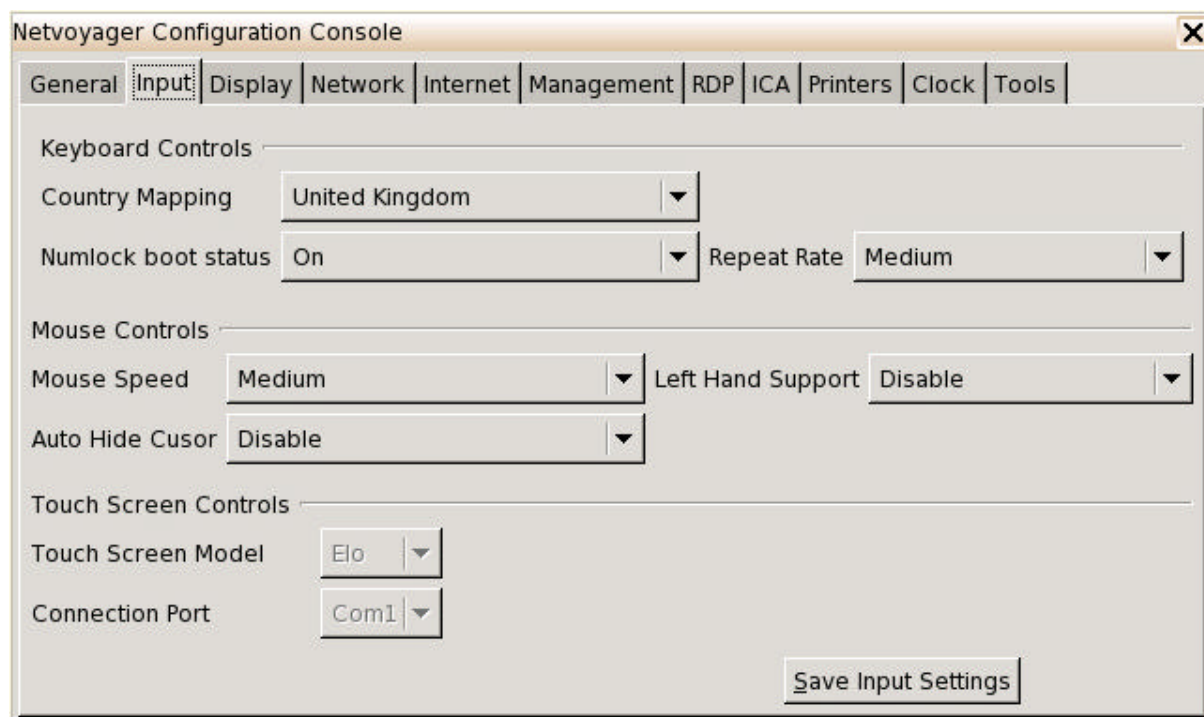 Netvoyager Configuration Console
General Input Display Network Internet Management RDP ICA Printers Clock Tools
Keyboard Controls
Country Mapping United Kingdom
Numlock boot status On Repeat Rate Medium
Mouse Controls
Mouse Speed Medium Left Hand Support Disable
Auto Hide Cusor Disable
Touch Screen Controls
Touch Screen Model Elo
Connection Port Com1
Save Input Settings